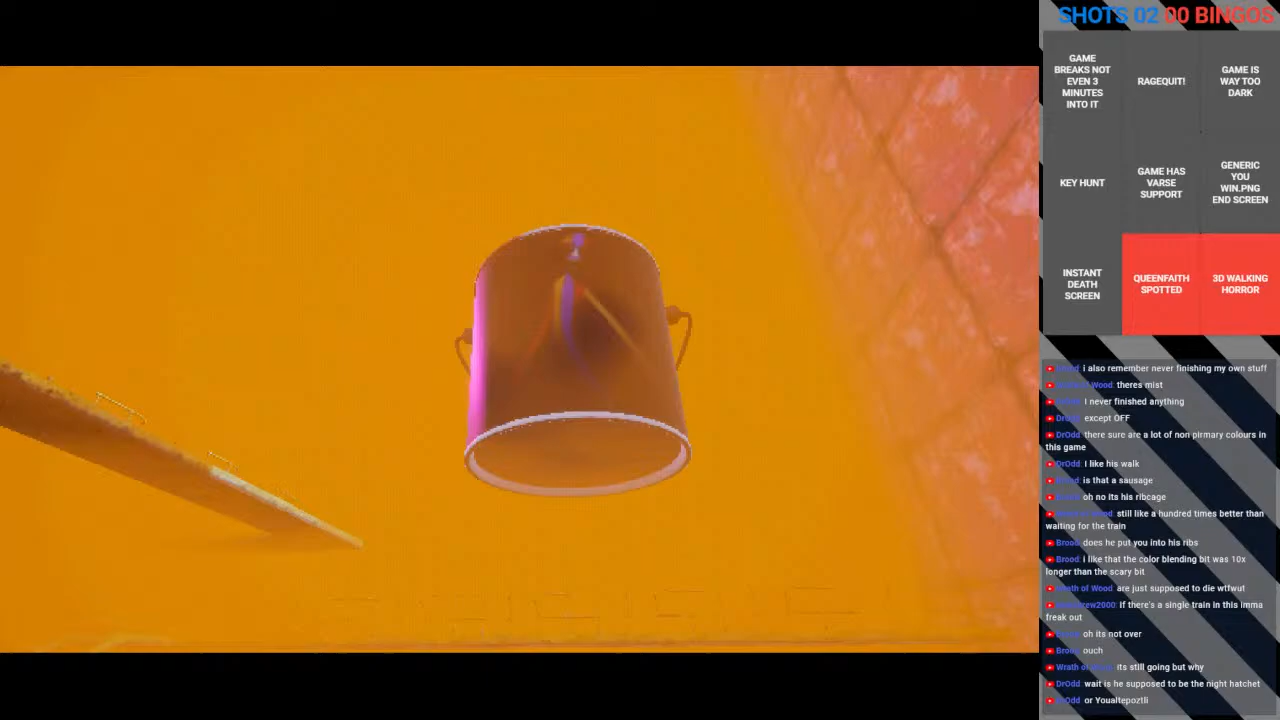 SHOTS 02 00 BINGOS
GAME
BREAKS NOT
EVEN 3
MINUTES
INTO IT
RAGEQUIT!
GAME IS
WAY TOO
DARK
KEY HUNT
GAME HAS
VARSE
SUPPORT
GENERIC
YOU
WIN.PNG
END SCREEN
INSTANT
DEATH
SCREEN
QUEENFAITH
SPOTTED
3D WALKING
HORROR
i also remember never finishing my own stuff
Wood: theres mist
I never finished anything
except OFF
DrOdd: there sure are a lot of non pirmary colours in
this game
DrOdd: I like his walk
is that a sausage
oh no its his ribcage
still like a hundred times better than
waiting for the train
Brood: does he put you into his ribs
Brood: i llke that the color blending bit was 10x
longer than the scary bit
Wrath of Wood: are just supposed to die wtfwut
If there's a single train in this imma
freak out
oh its not over
Brood: ouch
Wrath of its still going but why
DrOdd: wait is he supposed to be the night hatchet
DrOdd: or Youaltepoztli